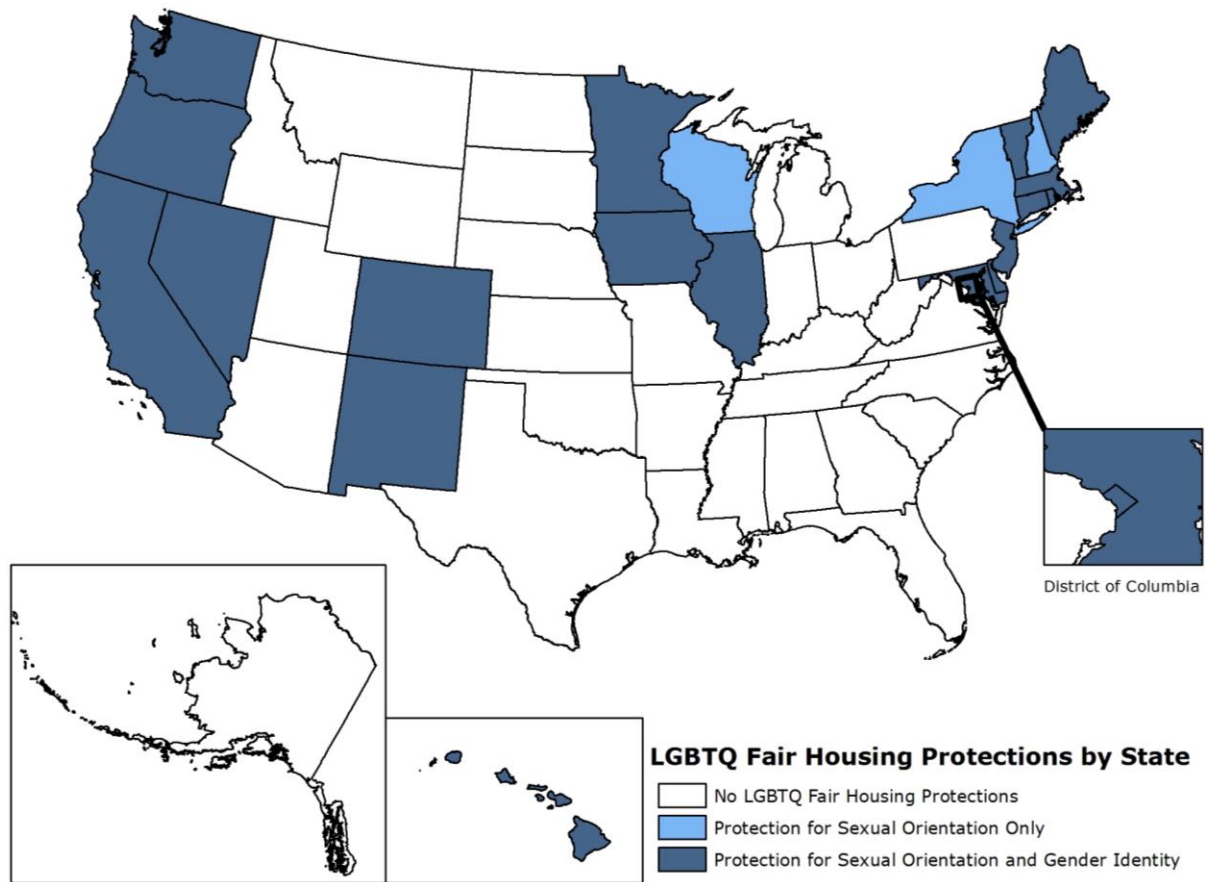 District of Columbia
LGBTQ Fair Housing Protections by State
No LGBTQ Fair Housing Protections
Protection for Sexual Orientation Only
Protection for Sexual Orientation and Gender Identity